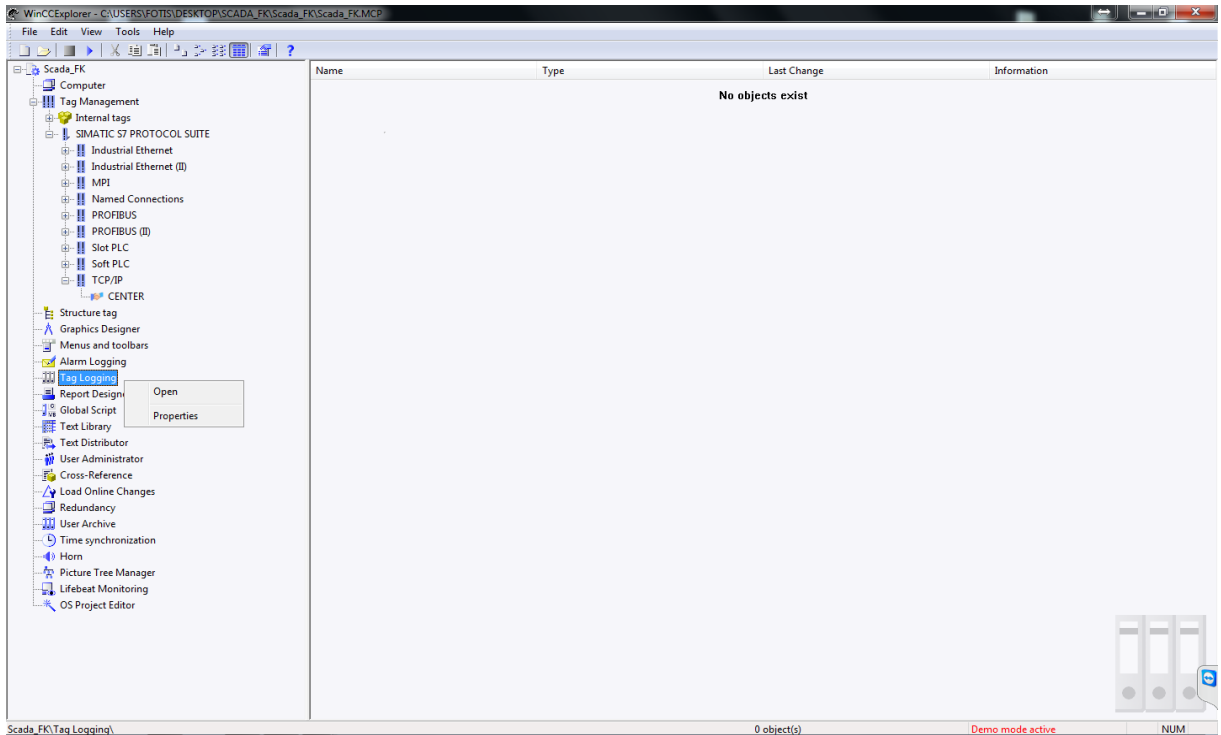 WinCCExplorer - C:\USERS\FOTIS\DESKTOP\SCADA_FK\Scada_FK\Scada_FK.MCP
File Edit View Tools Help
Scada_FK
Name Type Last Change Information
Computer
No objects exist
Tag Management
Internal tags
SIMATIC S7 PROTOCOL SUITE
Industrial Ethernet
Industrial Ethernet (II)
MPI
Named Connections
PROFIBUS
PROFIBUS (II)
Slot PLC
Soft PLC
TCP/IP
CENTER
Structure tag
Graphics Designer
Menus and toolbars
Alarm Logging
Tag Logging
Open
Report Design
Global Script
Properties
Text Library
Text Distributor
User Administrator
Cross-Reference
Load Online Changes
Redundancy
User Archive
Time synchronization
Horn
Picture Tree Manager
Lifebeat Monitoring
OS Project Editor
Scada_FK\Tag Logging\ 0 object(s) Demo mode active NUM